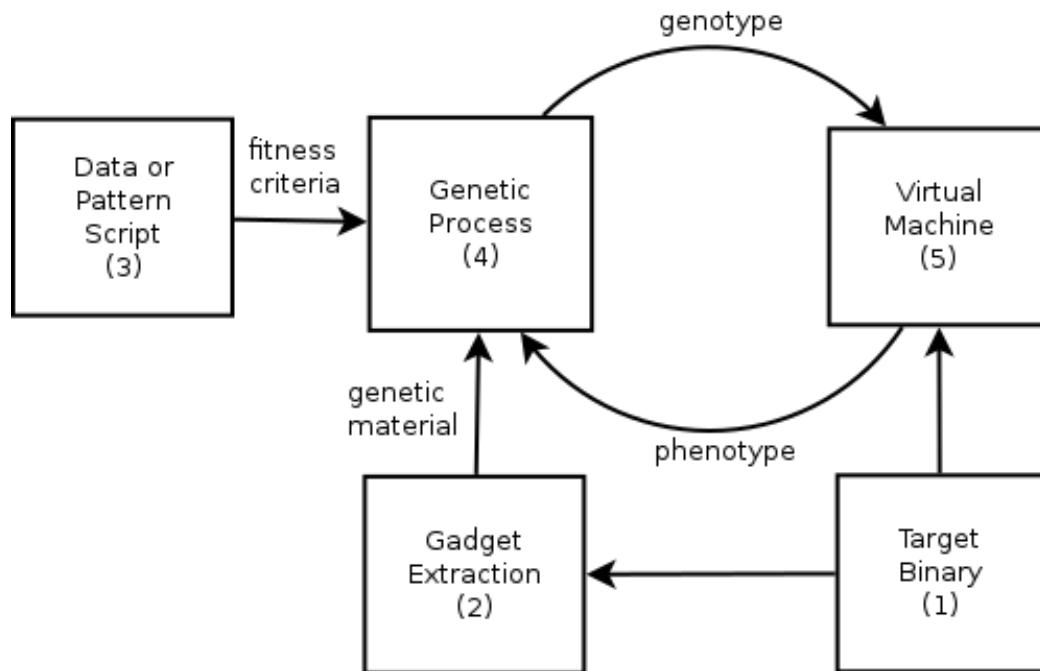 genotype
Data or
Pattern
Script
(3)
fitness
criteria
Genetic
Process
(4)
Virtual
Machine
(5)
genetic
material
phenotype
Gadget
Extraction
(2)
Target
Binary
(1)